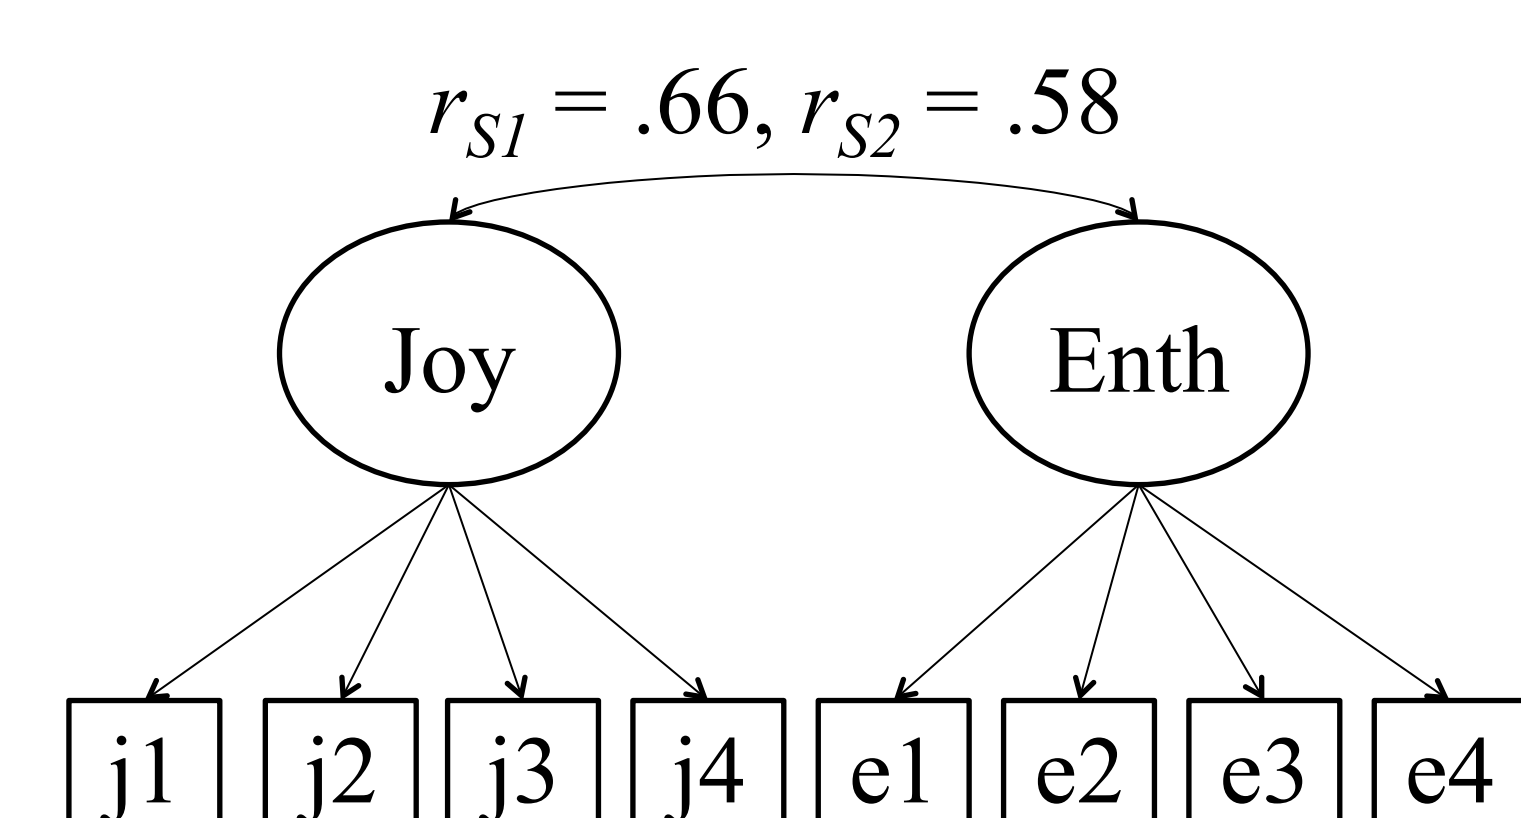 r_S1 = .66, r_S2 = .58
Joy Enth
j1 j2 j3 j4 e1 e2 e3 e4